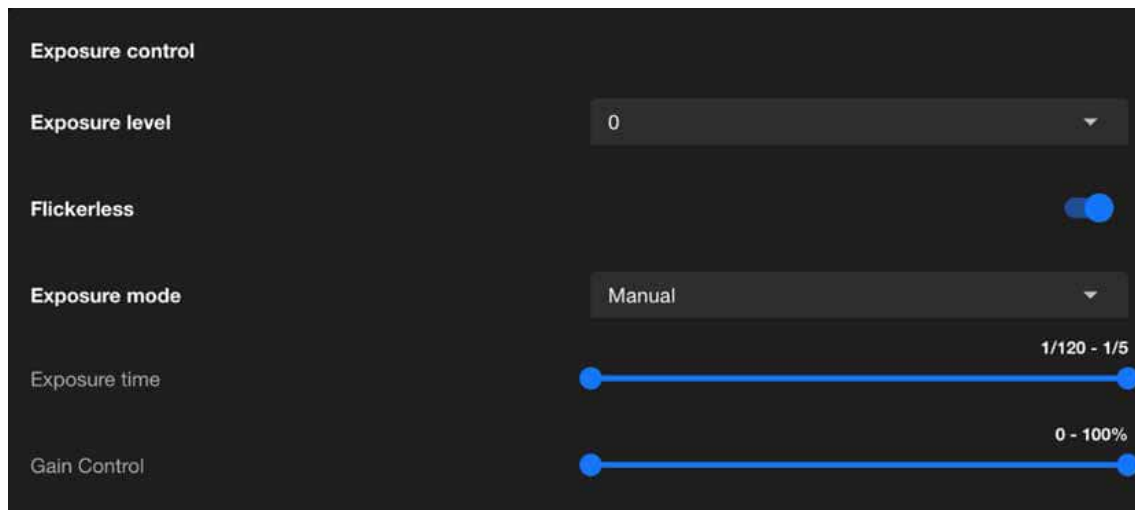 Exposure control
Exposure level 0
Flickerless
Exposure mode Manual
1/120 - 1/5
Exposure time
0 - 100%
Gain Control